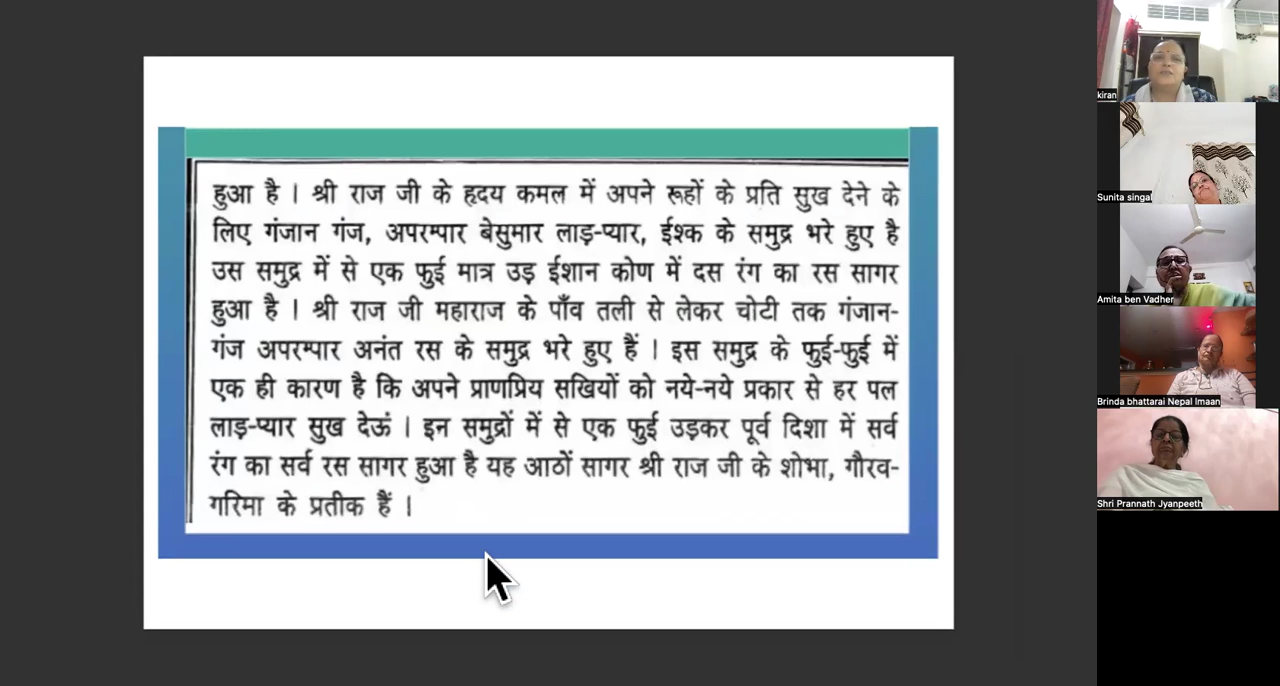 हुआ है । श्री राज जी के हृदय कमल में अपने रूहों के प्रति सुख देने के
लिए गंजान गंज, अपरम्पार बेसुमार लाड़-प्यार, ईश्क के समुद्र भरे हुए है
उस समुद्र में से एक फुई मात्र उड़ ईशान कोण में दस रंग का रस सागर
हुआ है । श्री राज जी महाराज के पाँव तली से लेकर चोटी तक गंजान-
गंज अपरम्पार अनंत रस के समुद्र भरे हुए हैं । इस समुद्र के फुई-फुई में
एक ही कारण है कि अपने प्राणप्रिय सखियों को नये-नये प्रकार से हर पल
लाड़-प्यार सुख देऊं । इन समुद्रों में से एक फुई उड़कर पूर्व दिशा में सर्व
रंग का सर्व रस सागर हुआ है यह आठों सागर श्री राज जी के शोभा, गौरव-
गरिमा के प्रतीक हैं ।
kiran
Sunita singal
Amita ben Vadher
Brinda bhattarai Nepal Imaan
Shri Prannath Jyanpeeth